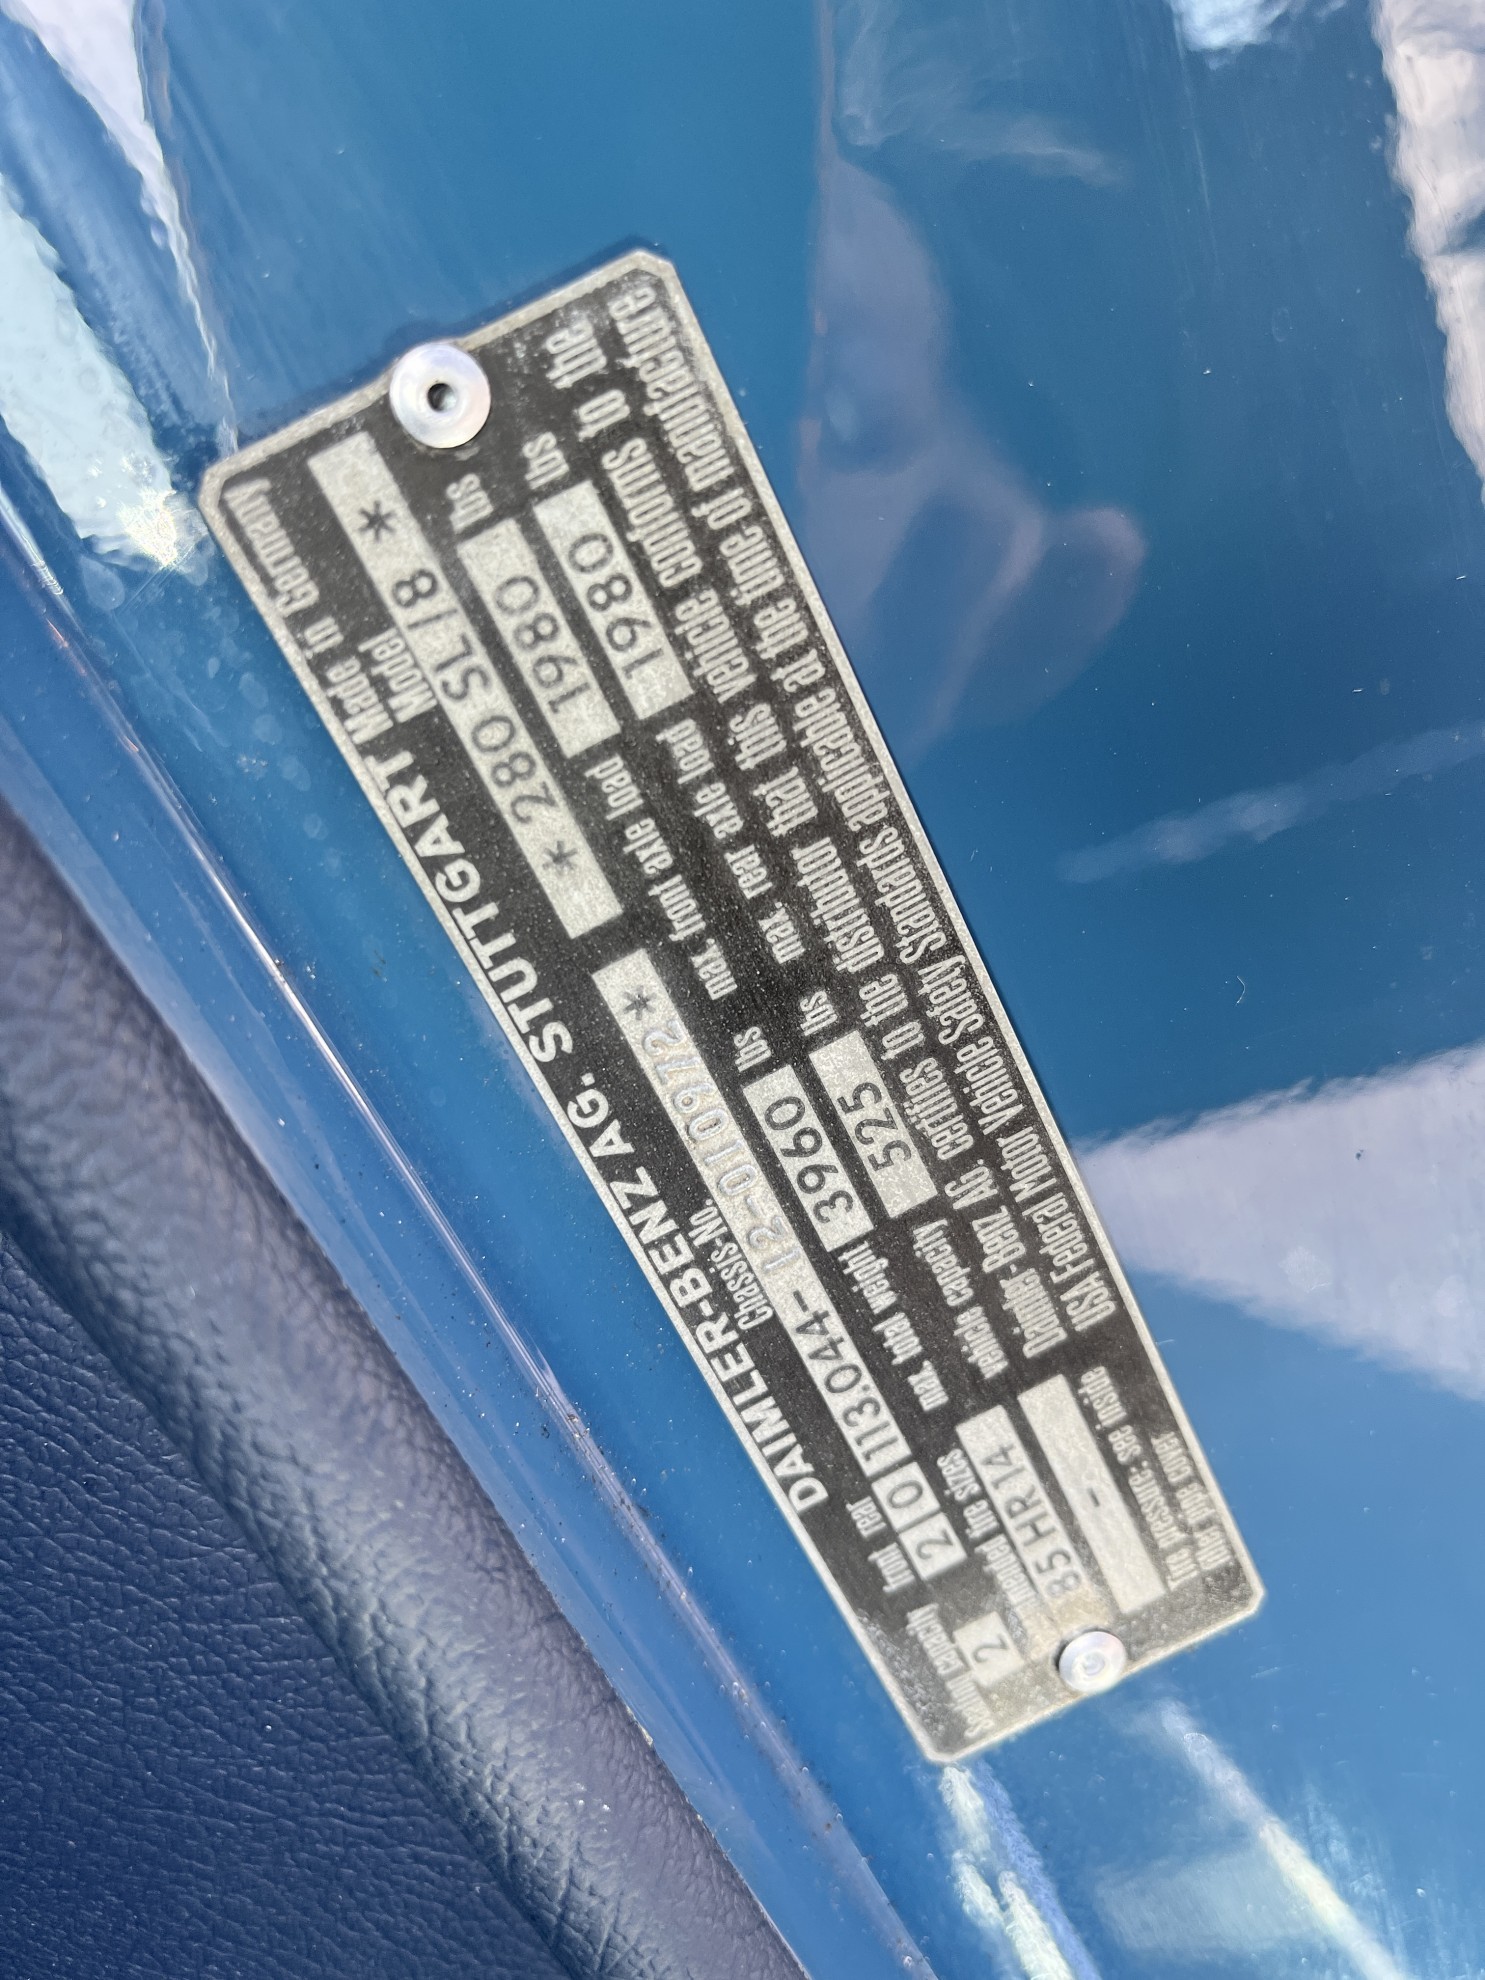 DAIMLER-BENZ AG. STUTTGART Made in Germany
Seating capacity front rear Chassis-No. Model
2 2 0 113.044-12-010972* * 280 SL/8 *
recommended tire sizes max. total weight 3960 lbs max. front axle load 1980 lbs
85 HR 14 vehicle capacity 525 lbs max. rear axle load 1980 lbs
- Daimler-Benz AG. certifies to the distributor that this vehicle conforms to the
tire pressure: see inside USA Federal Motor Vehicle Safety Standards applicable at the time of manufacture